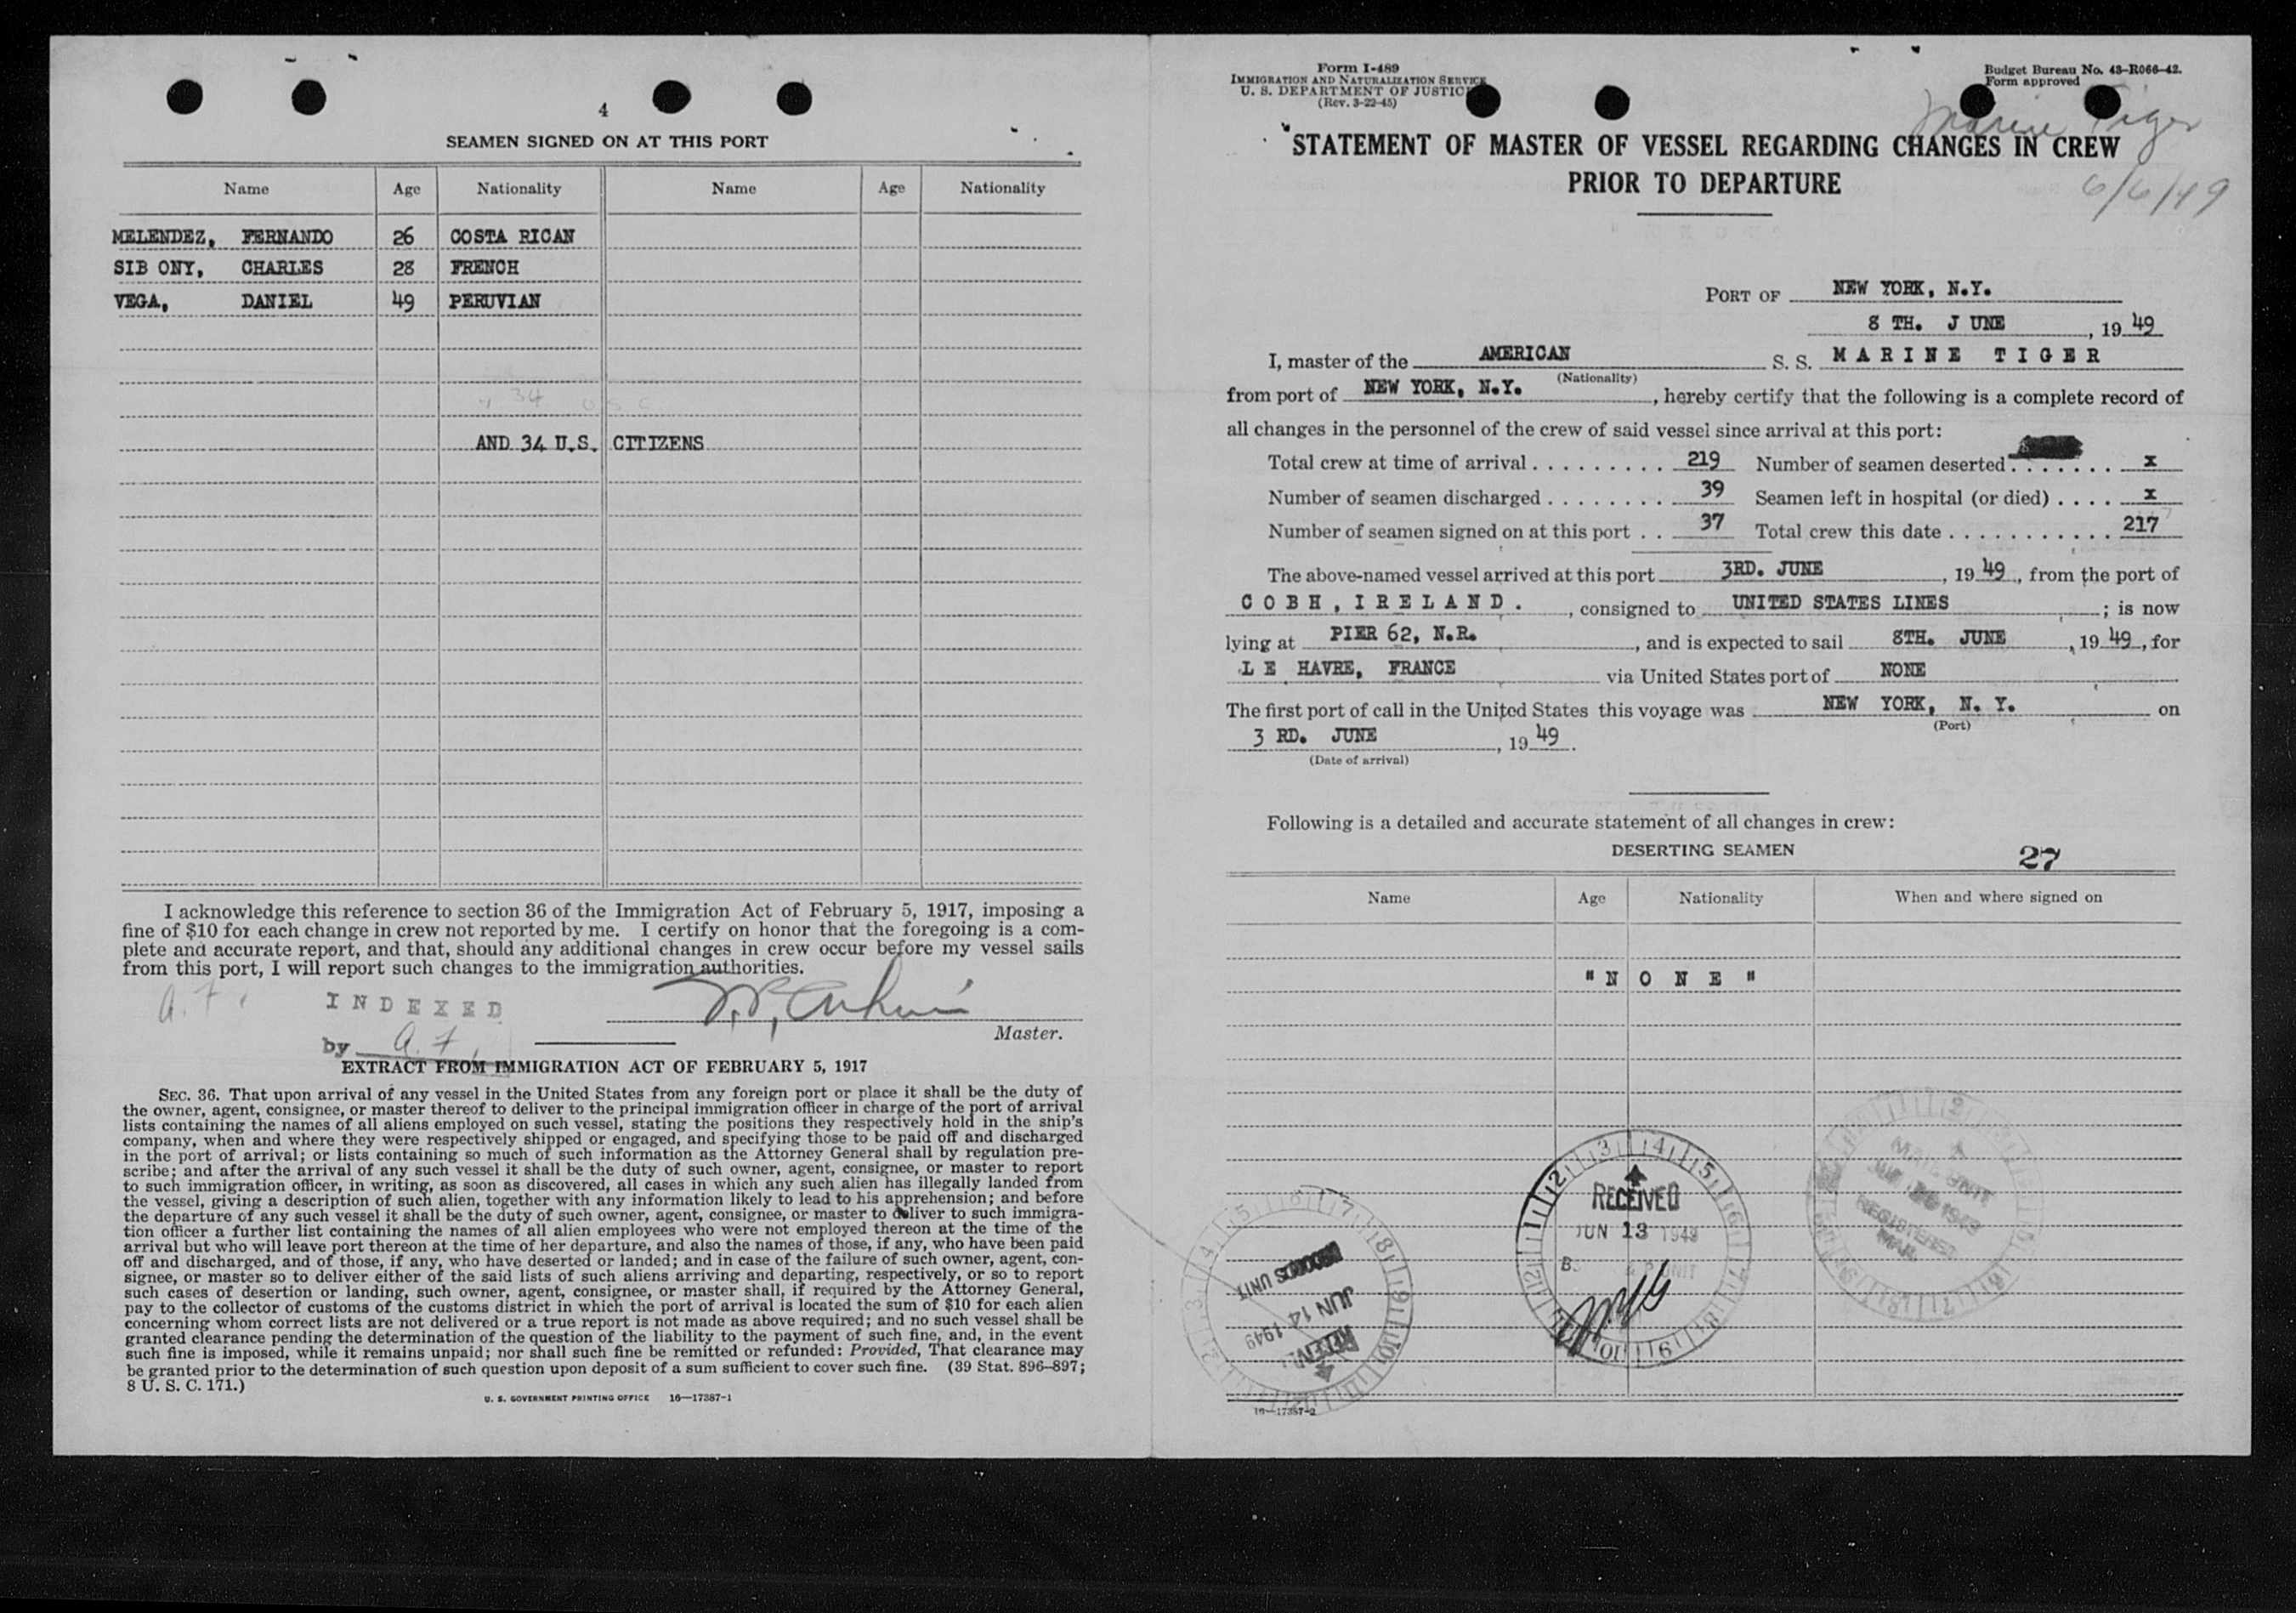 4
SEAMEN SIGNED ON AT THIS PORT
Name Age Nationality Name Age Nationality
MELENDEZ, FERNANDO 26 COSTA RICAN
SIB ONY, CHARLES 28 FRENCH
VEGA, DANIEL 49 PERUVIAN
34 U S C
AND 34 U.S. CITIZENS
I acknowledge this reference to section 36 of the Immigration Act of February 5, 1917, imposing a
fine of $10 for each change in crew not reported by me. I certify on honor that the foregoing is a com-
plete and accurate report, and that, should any additional changes in crew occur before my vessel sails
from this port, I will report such changes to the immigration authorities.
a.f.
INDEXED
Master.
by a.f.
EXTRACT FROM IMMIGRATION ACT OF FEBRUARY 5, 1917
SEC. 36. That upon arrival of any vessel in the United States from any foreign port or place it shall be the duty of
the owner, agent, consignee, or master thereof to deliver to the principal immigration officer in charge of the port of arrival
lists containing the names of all aliens employed on such vessel, stating the positions they respectively hold in the ship's
company, when and where they were respectively shipped or engaged, and specifying those to be paid off and discharged
in the port of arrival; or lists containing so much of such information as the Attorney General shall by regulation pre-
scribe; and after the arrival of any such vessel it shall be the duty of such owner, agent, consignee, or master to report
to such immigration officer, in writing, as soon as discovered, all cases in which any such alien has illegally landed from
the vessel, giving a description of such alien, together with any information likely to lead to his apprehension; and before
the departure of any such vessel it shall be the duty of such owner, agent, consignee, or master to deliver to such immigra-
tion officer a further list containing the names of all alien employees who were not employed thereon at the time of the
arrival but who will leave port thereon at the time of her departure, and also the names of those, if any, who have been paid
off and discharged, and of those, if any, who have deserted or landed; and in case of the failure of such owner, agent, con-
signee, or master so to deliver either of the said lists of such aliens arriving and departing, respectively, or so to report
such cases of desertion or landing, such owner, agent, consignee, or master shall, if required by the Attorney General,
pay to the collector of customs of the customs district in which the port of arrival is located the sum of $10 for each alien
concerning whom correct lists are not delivered or a true report is not made as above required; and no such vessel shall be
granted clearance pending the determination of the question of the liability to the payment of such fine, and, in the event
such fine is imposed, while it remains unpaid; nor shall such fine be remitted or refunded: Provided, That clearance may
be granted prior to the determination of such question upon deposit of a sum sufficient to cover such fine. (39 Stat. 896–897;
8 U. S. C. 171.)
U. S. GOVERNMENT PRINTING OFFICE 16—17387-1
Form I-489
IMMIGRATION AND NATURALIZATION SERVICE
U. S. DEPARTMENT OF JUSTIC
(Rev. 3-22-45)
Budget Bureau No. 43-R066-42.
Form approved
Marine Tiger
STATEMENT OF MASTER OF VESSEL REGARDING CHANGES IN CREW
PRIOR TO DEPARTURE
6/6/49
PORT OF NEW YORK, N.Y.
8 TH. J UNE, 19 49
I, master of the AMERICAN S. S. MARINE TIGER
(Nationality)
from port of NEW YORK, N.Y., hereby certify that the following is a complete record of
all changes in the personnel of the crew of said vessel since arrival at this port:
Total crew at time of arrival 219 Number of seamen deserted x
Number of seamen discharged 39 Seamen left in hospital (or died) x
Number of seamen signed on at this port 37 Total crew this date 217
The above-named vessel arrived at this port 3RD. JUNE, 19 49, from the port of
COBH, IRELAND., consigned to UNITED STATES LINES; is now
lying at PIER 62, N.R., and is expected to sail 8TH. JUNE, 19 49, for
L E HAVRE, FRANCE via United States port of NONE
The first port of call in the United States this voyage was NEW YORK, N. Y. on
(Port)
3 RD. JUNE, 19 49.
(Date of arrival)
Following is a detailed and accurate statement of all changes in crew:
DESERTING SEAMEN
27
Name Age Nationality When and where signed on
"NONE"
RECEIVED
JUN 13 1949
MAIL UNIT
REGISTERED
MAR
UNIT
JUN 14 1949
16—17387-2